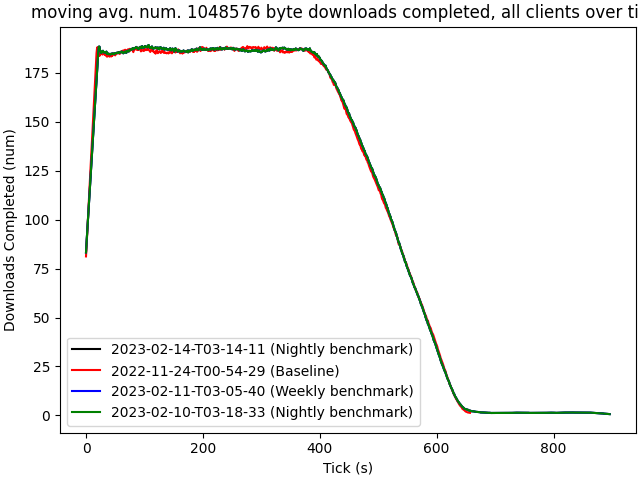 moving avg. num. 1048576 byte downloads completed, all clients over ti
175
150
125
100
75
50
25
0
Downloads Completed (num)
2023-02-14-T03-14-11 (Nightly benchmark)
2022-11-24-T00-54-29 (Baseline)
2023-02-11-T03-05-40 (Weekly benchmark)
2023-02-10-T03-18-33 (Nightly benchmark)
0 200 400 600 800
Tick (s)